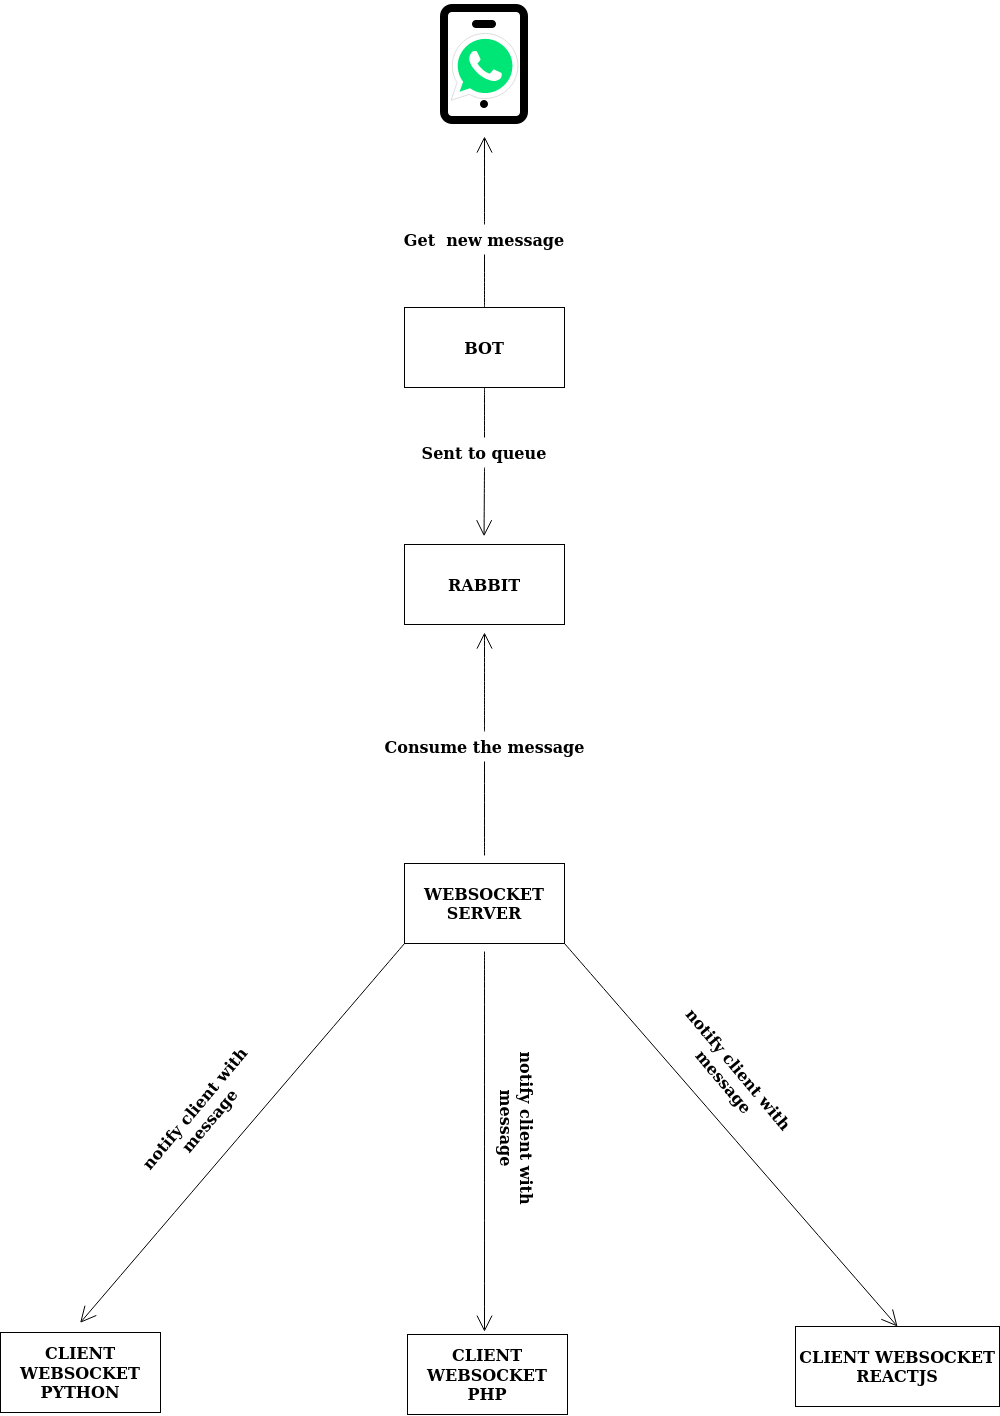 Get  new message
BOT
Sent to queue
RABBIT
Consume the message
WEBSOCKET
SERVER
notify client with
message
notify client with
message
notify client with
message
CLIENT
WEBSOCKET
PYTHON
CLIENT
WEBSOCKET
PHP
CLIENT WEBSOCKET
REACTJS